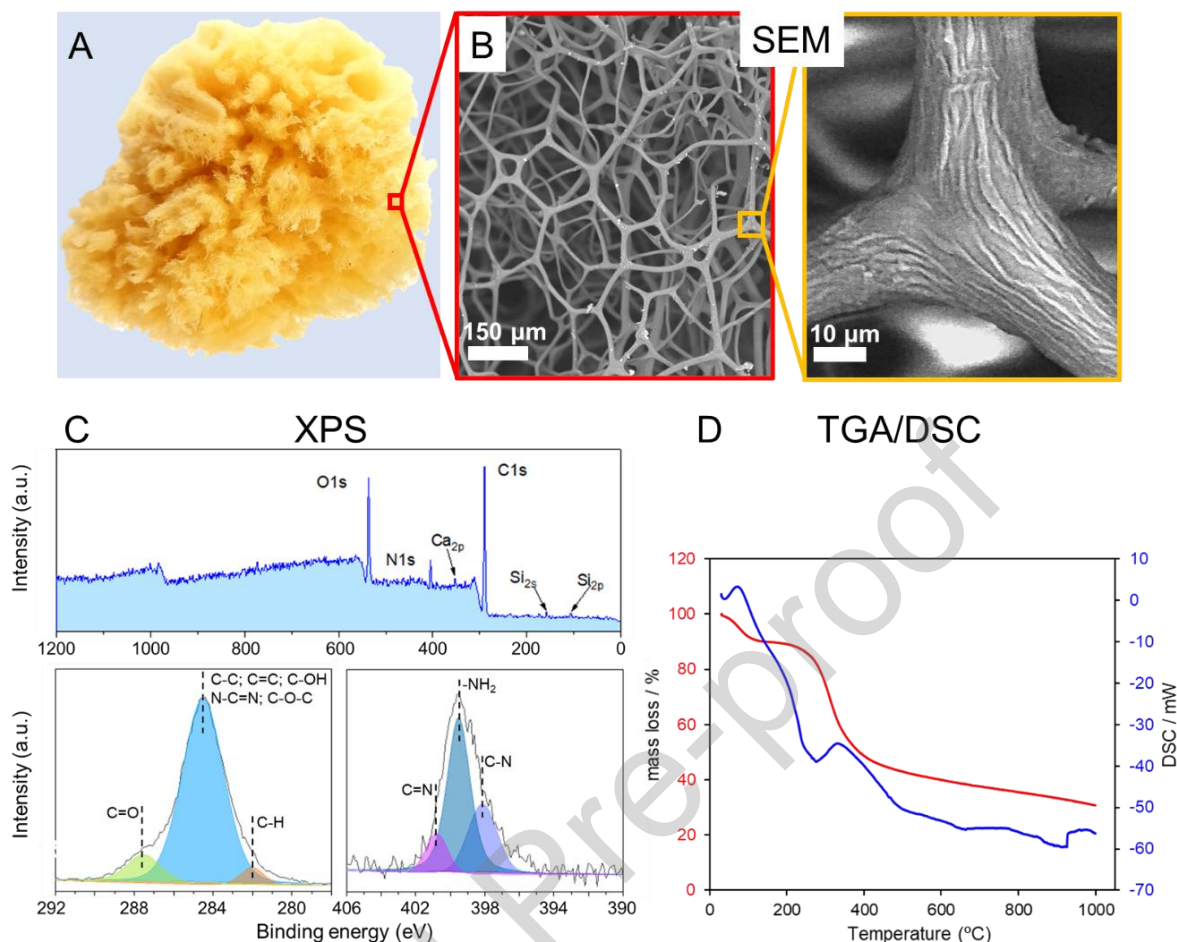 A
B
SEM
150 µm
10 µm
C
XPS
D
TGA/DSC
Intensity (a.u.)
O1s
C1s
N1s
Ca2p
Si2s
Si2p
1200 1000 800 600 400 200 0
Intensity (a.u.)
C-C; C=C; C-OH
N-C=N; C-O-C
C=O
C-H
292 288 284 280
-NH2
C-N
C=N
406 402 398 394 390
Binding energy (eV)
mass loss / %
120
100
80
60
40
20
0
DSC / mW
10
0
-10
-20
-30
-40
-50
-60
-70
0 200 400 600 800 1000
Temperature (°C)
Pre-proof